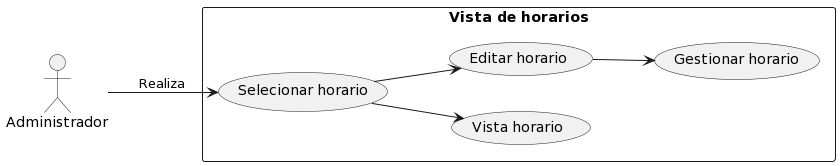 Vista de horarios
Editar horario
Gestionar horario
Realiza
Selecionar horario
Administrador
Vista horario